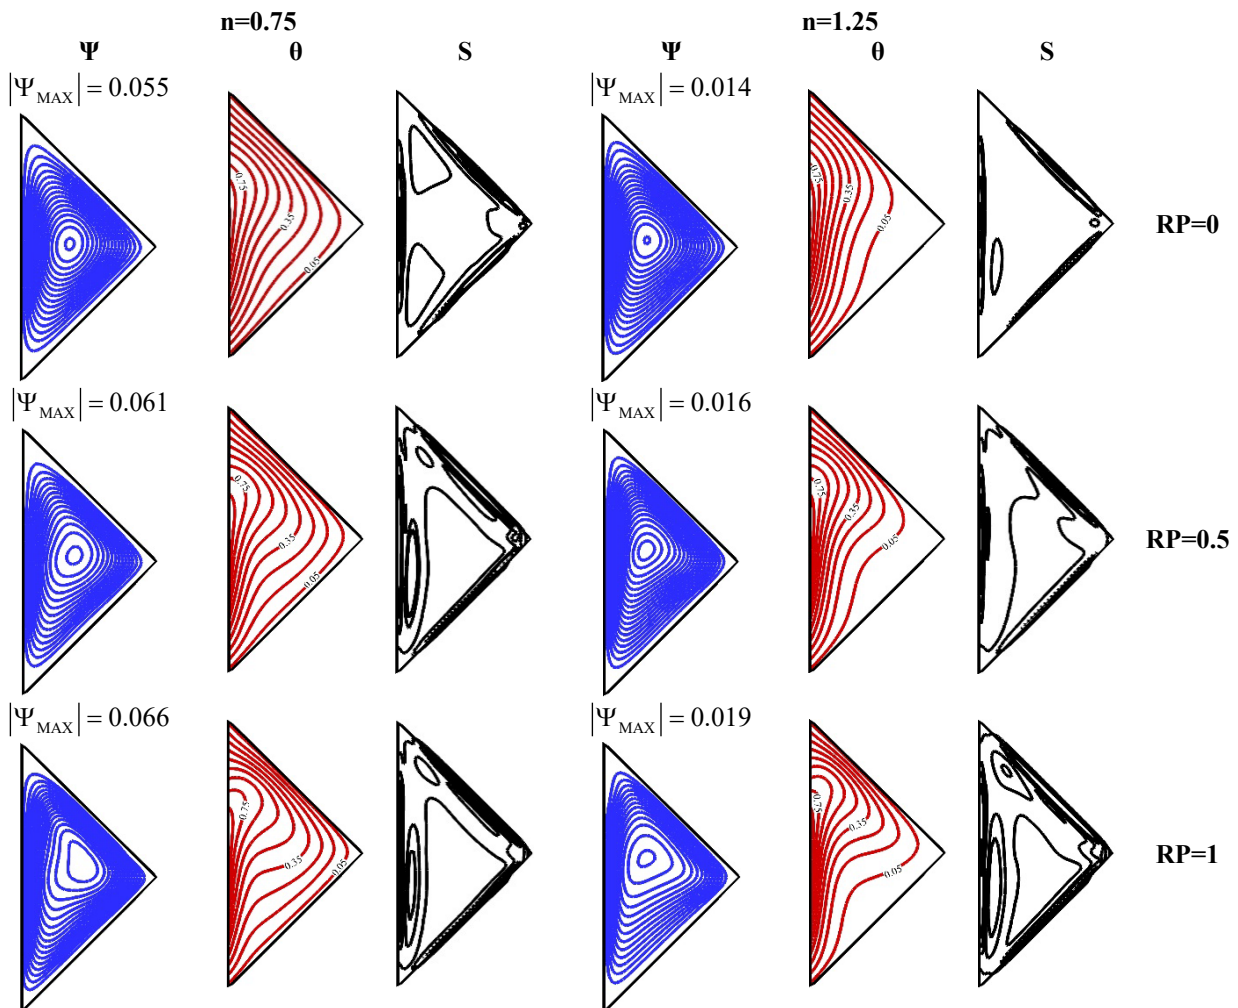 n=0.75 n=1.25
Ψ θ S Ψ θ S
|Ψ_MAX| = 0.055 |Ψ_MAX| = 0.014
0.75 0.35 0.05 0.75 0.35 0.05 RP=0
|Ψ_MAX| = 0.061 |Ψ_MAX| = 0.016
0.75 0.35 0.05 0.75 0.35 0.05 RP=0.5
|Ψ_MAX| = 0.066 |Ψ_MAX| = 0.019
0.75 0.35 0.05 0.75 0.35 0.05 RP=1